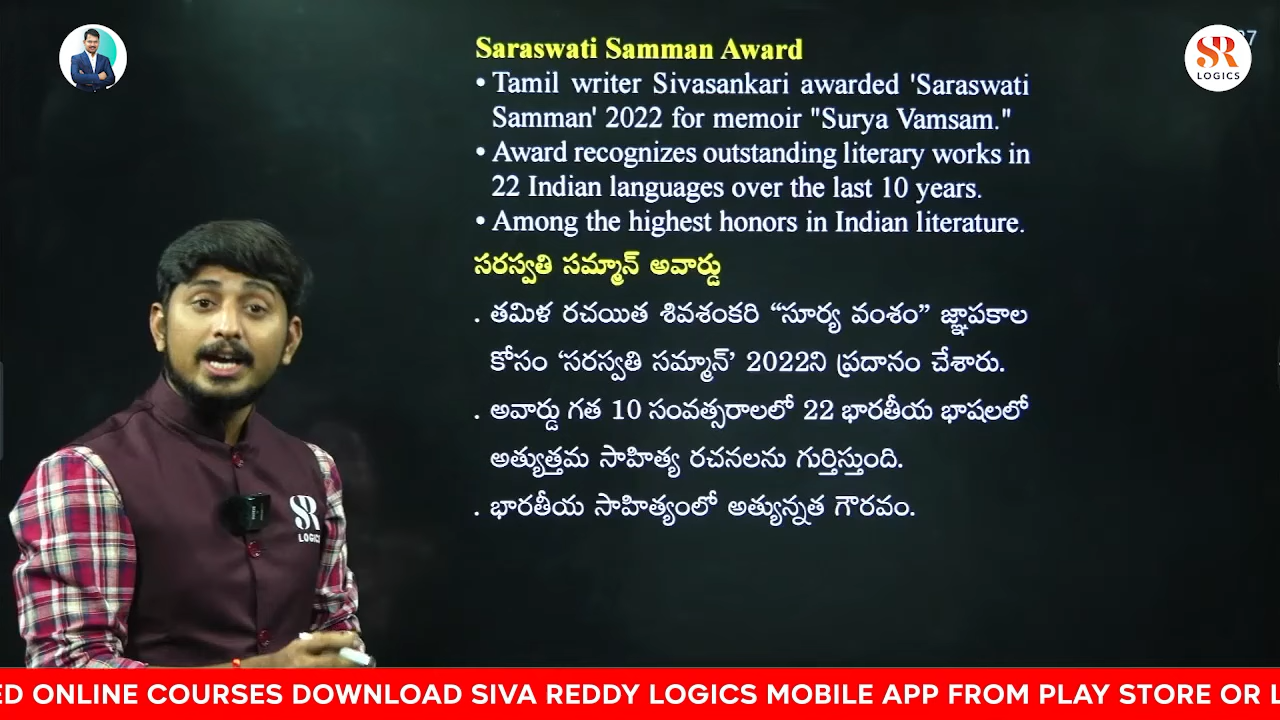 Saraswati Samman Award
• Tamil writer Sivasankari awarded 'Saraswati
Samman' 2022 for memoir "Surya Vamsam."
• Award recognizes outstanding literary works in
22 Indian languages over the last 10 years.
• Among the highest honors in Indian literature.
సరస్వతి సమ్మాన్ అవార్డు
. తమిళ రచయిత శివశంకరి “సూర్య వంశం” జ్ఞాపకాల
కోసం ‘సరస్వతి సమ్మాన్’ 2022ని ప్రదానం చేశారు.
. అవార్డు గత 10 సంవత్సరాలలో 22 భారతీయ భాషలలో
అత్యుత్తమ సాహిత్య రచనలను గుర్తిస్తుంది.
. భారతీయ సాహిత్యంలో అత్యున్నత గౌరవం.
SR
LOGICS
SR
LOGICS
ED ONLINE COURSES DOWNLOAD SIVA REDDY LOGICS MOBILE APP FROM PLAY STORE OR